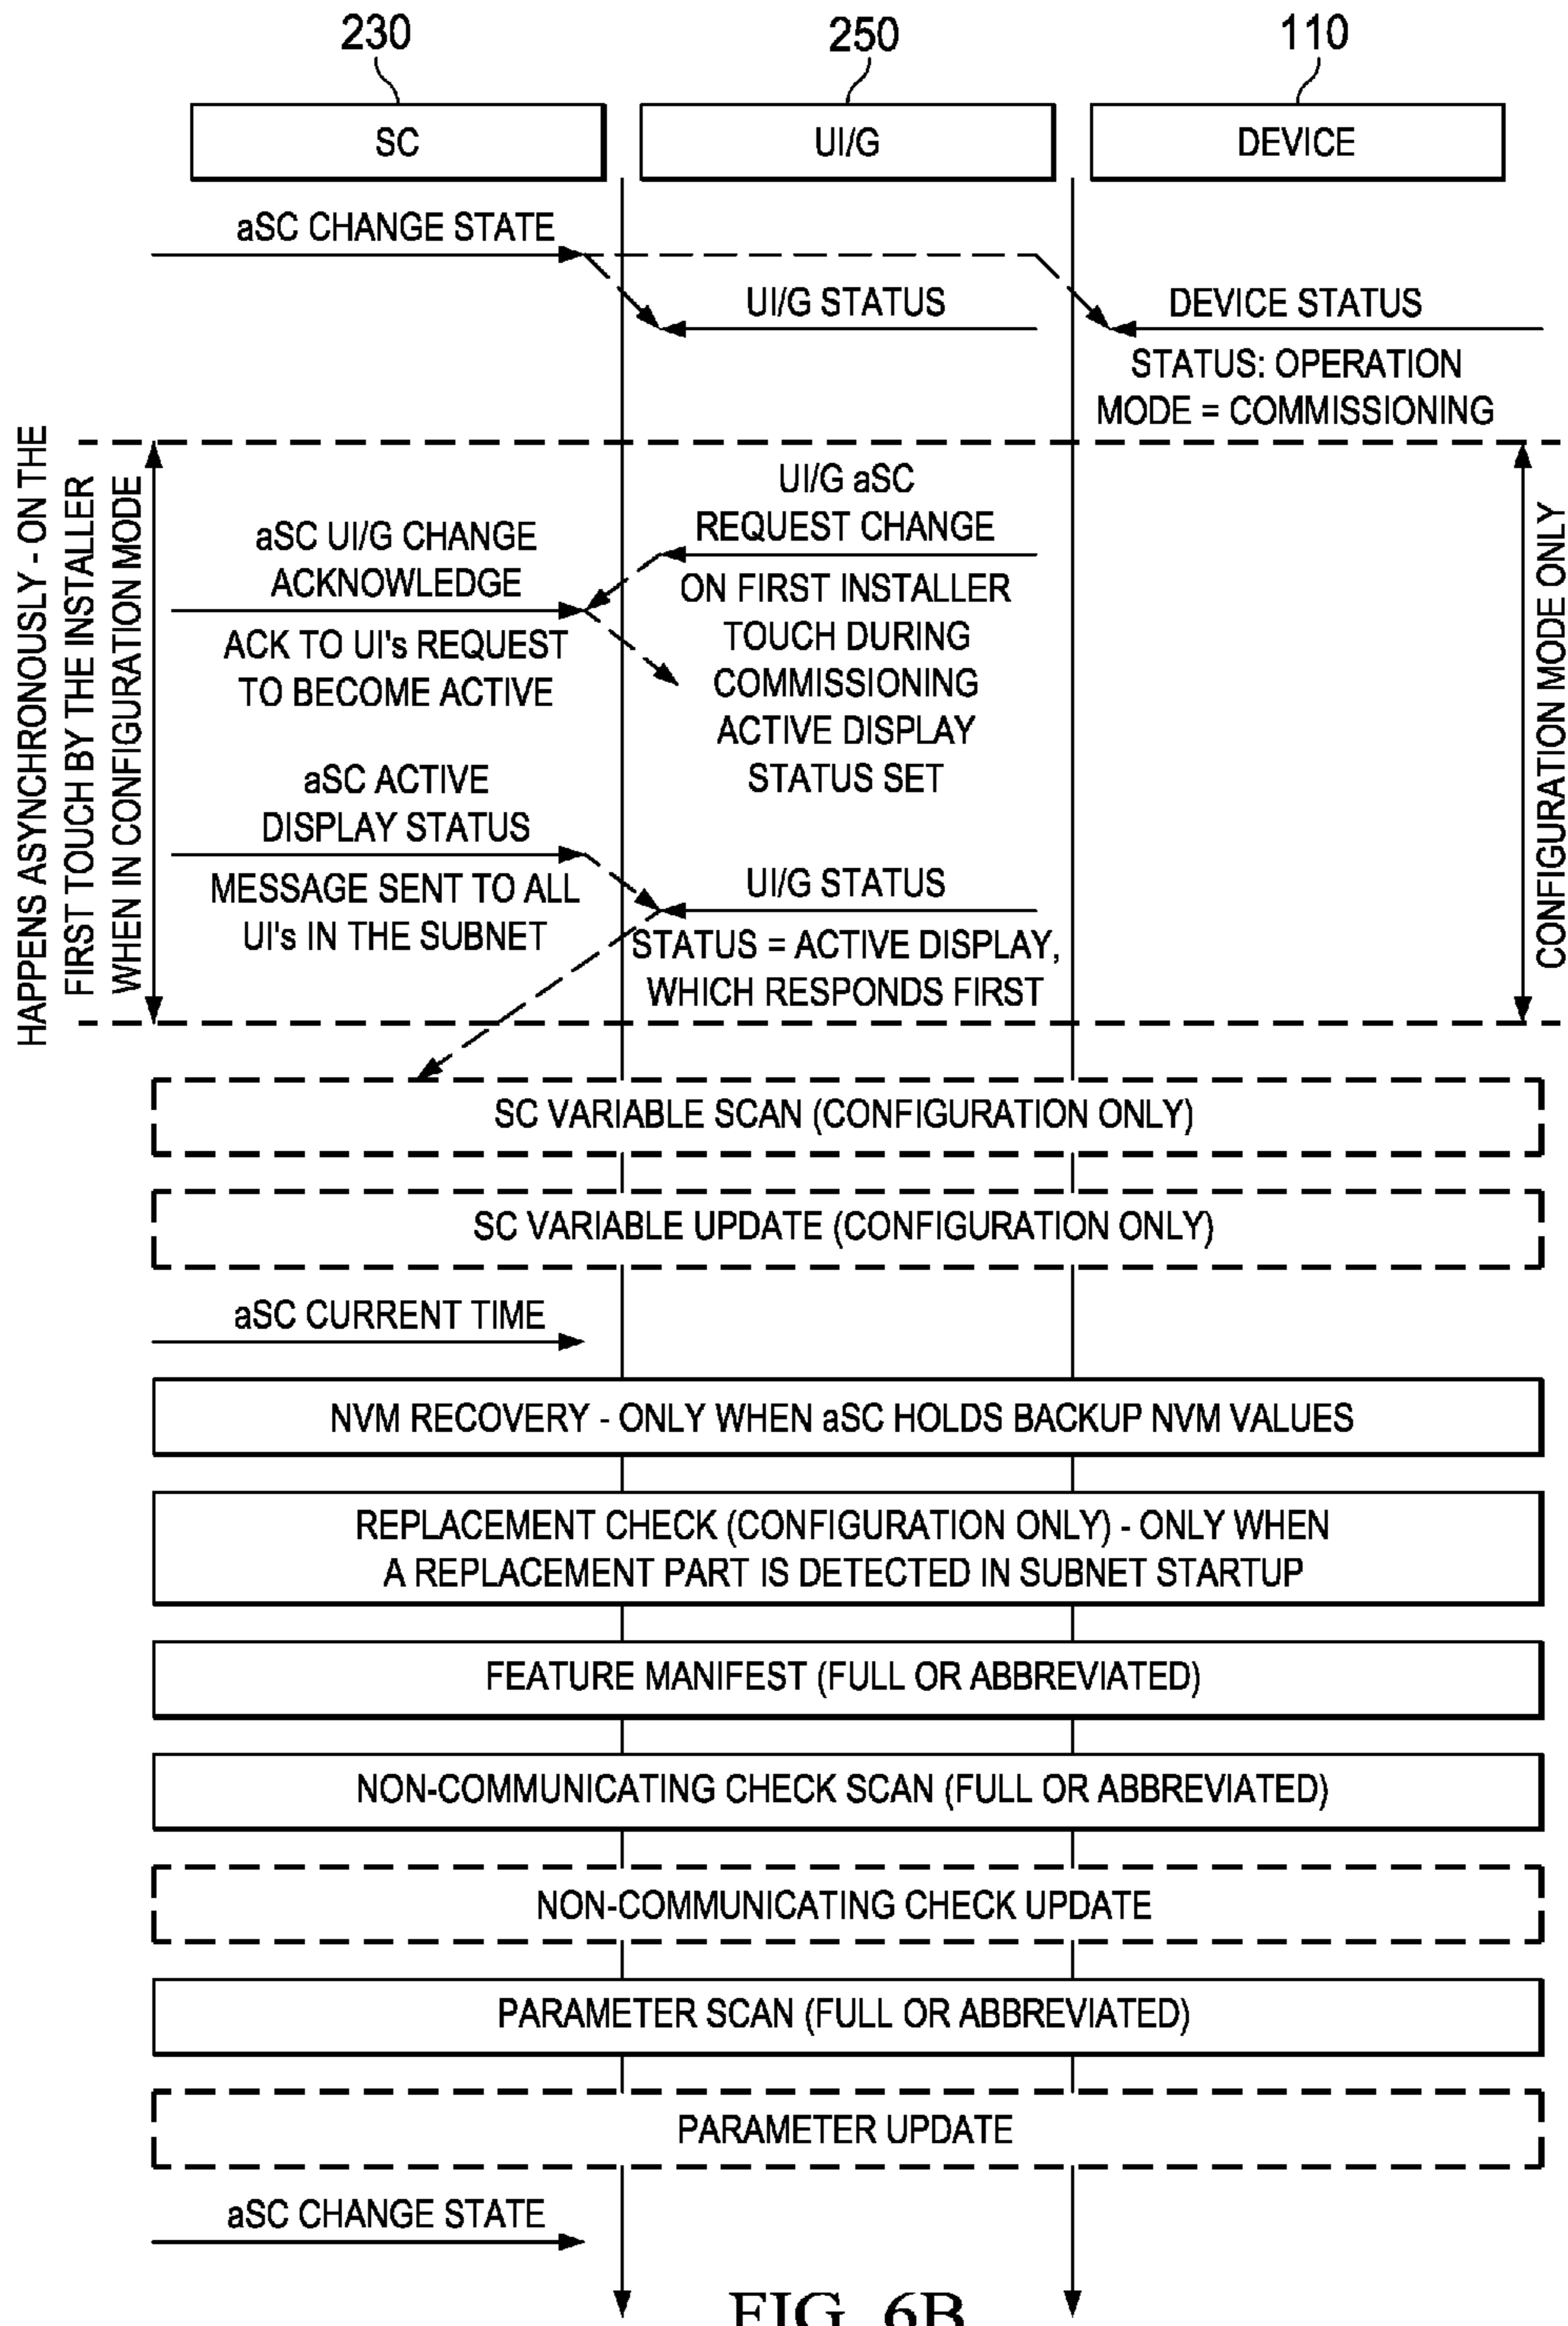 230
250
110
SC
UI/G
DEVICE
aSC CHANGE STATE
UI/G STATUS
DEVICE STATUS
STATUS: OPERATION
MODE = COMMISSIONING
HAPPENS ASYNCHRONOUSLY - ON THE
FIRST TOUCH BY THE INSTALLER
WHEN IN CONFIGURATION MODE
UI/G aSC
REQUEST CHANGE
ON FIRST INSTALLER
TOUCH DURING
COMMISSIONING
ACTIVE DISPLAY
STATUS SET
aSC UI/G CHANGE
ACKNOWLEDGE
ACK TO UI's REQUEST
TO BECOME ACTIVE
aSC ACTIVE
DISPLAY STATUS
MESSAGE SENT TO ALL
UI's IN THE SUBNET
UI/G STATUS
STATUS = ACTIVE DISPLAY,
WHICH RESPONDS FIRST
CONFIGURATION MODE ONLY
SC VARIABLE SCAN (CONFIGURATION ONLY)
SC VARIABLE UPDATE (CONFIGURATION ONLY)
aSC CURRENT TIME
NVM RECOVERY - ONLY WHEN aSC HOLDS BACKUP NVM VALUES
REPLACEMENT CHECK (CONFIGURATION ONLY) - ONLY WHEN
A REPLACEMENT PART IS DETECTED IN SUBNET STARTUP
FEATURE MANIFEST (FULL OR ABBREVIATED)
NON-COMMUNICATING CHECK SCAN (FULL OR ABBREVIATED)
NON-COMMUNICATING CHECK UPDATE
PARAMETER SCAN (FULL OR ABBREVIATED)
PARAMETER UPDATE
aSC CHANGE STATE
FIG. 6B